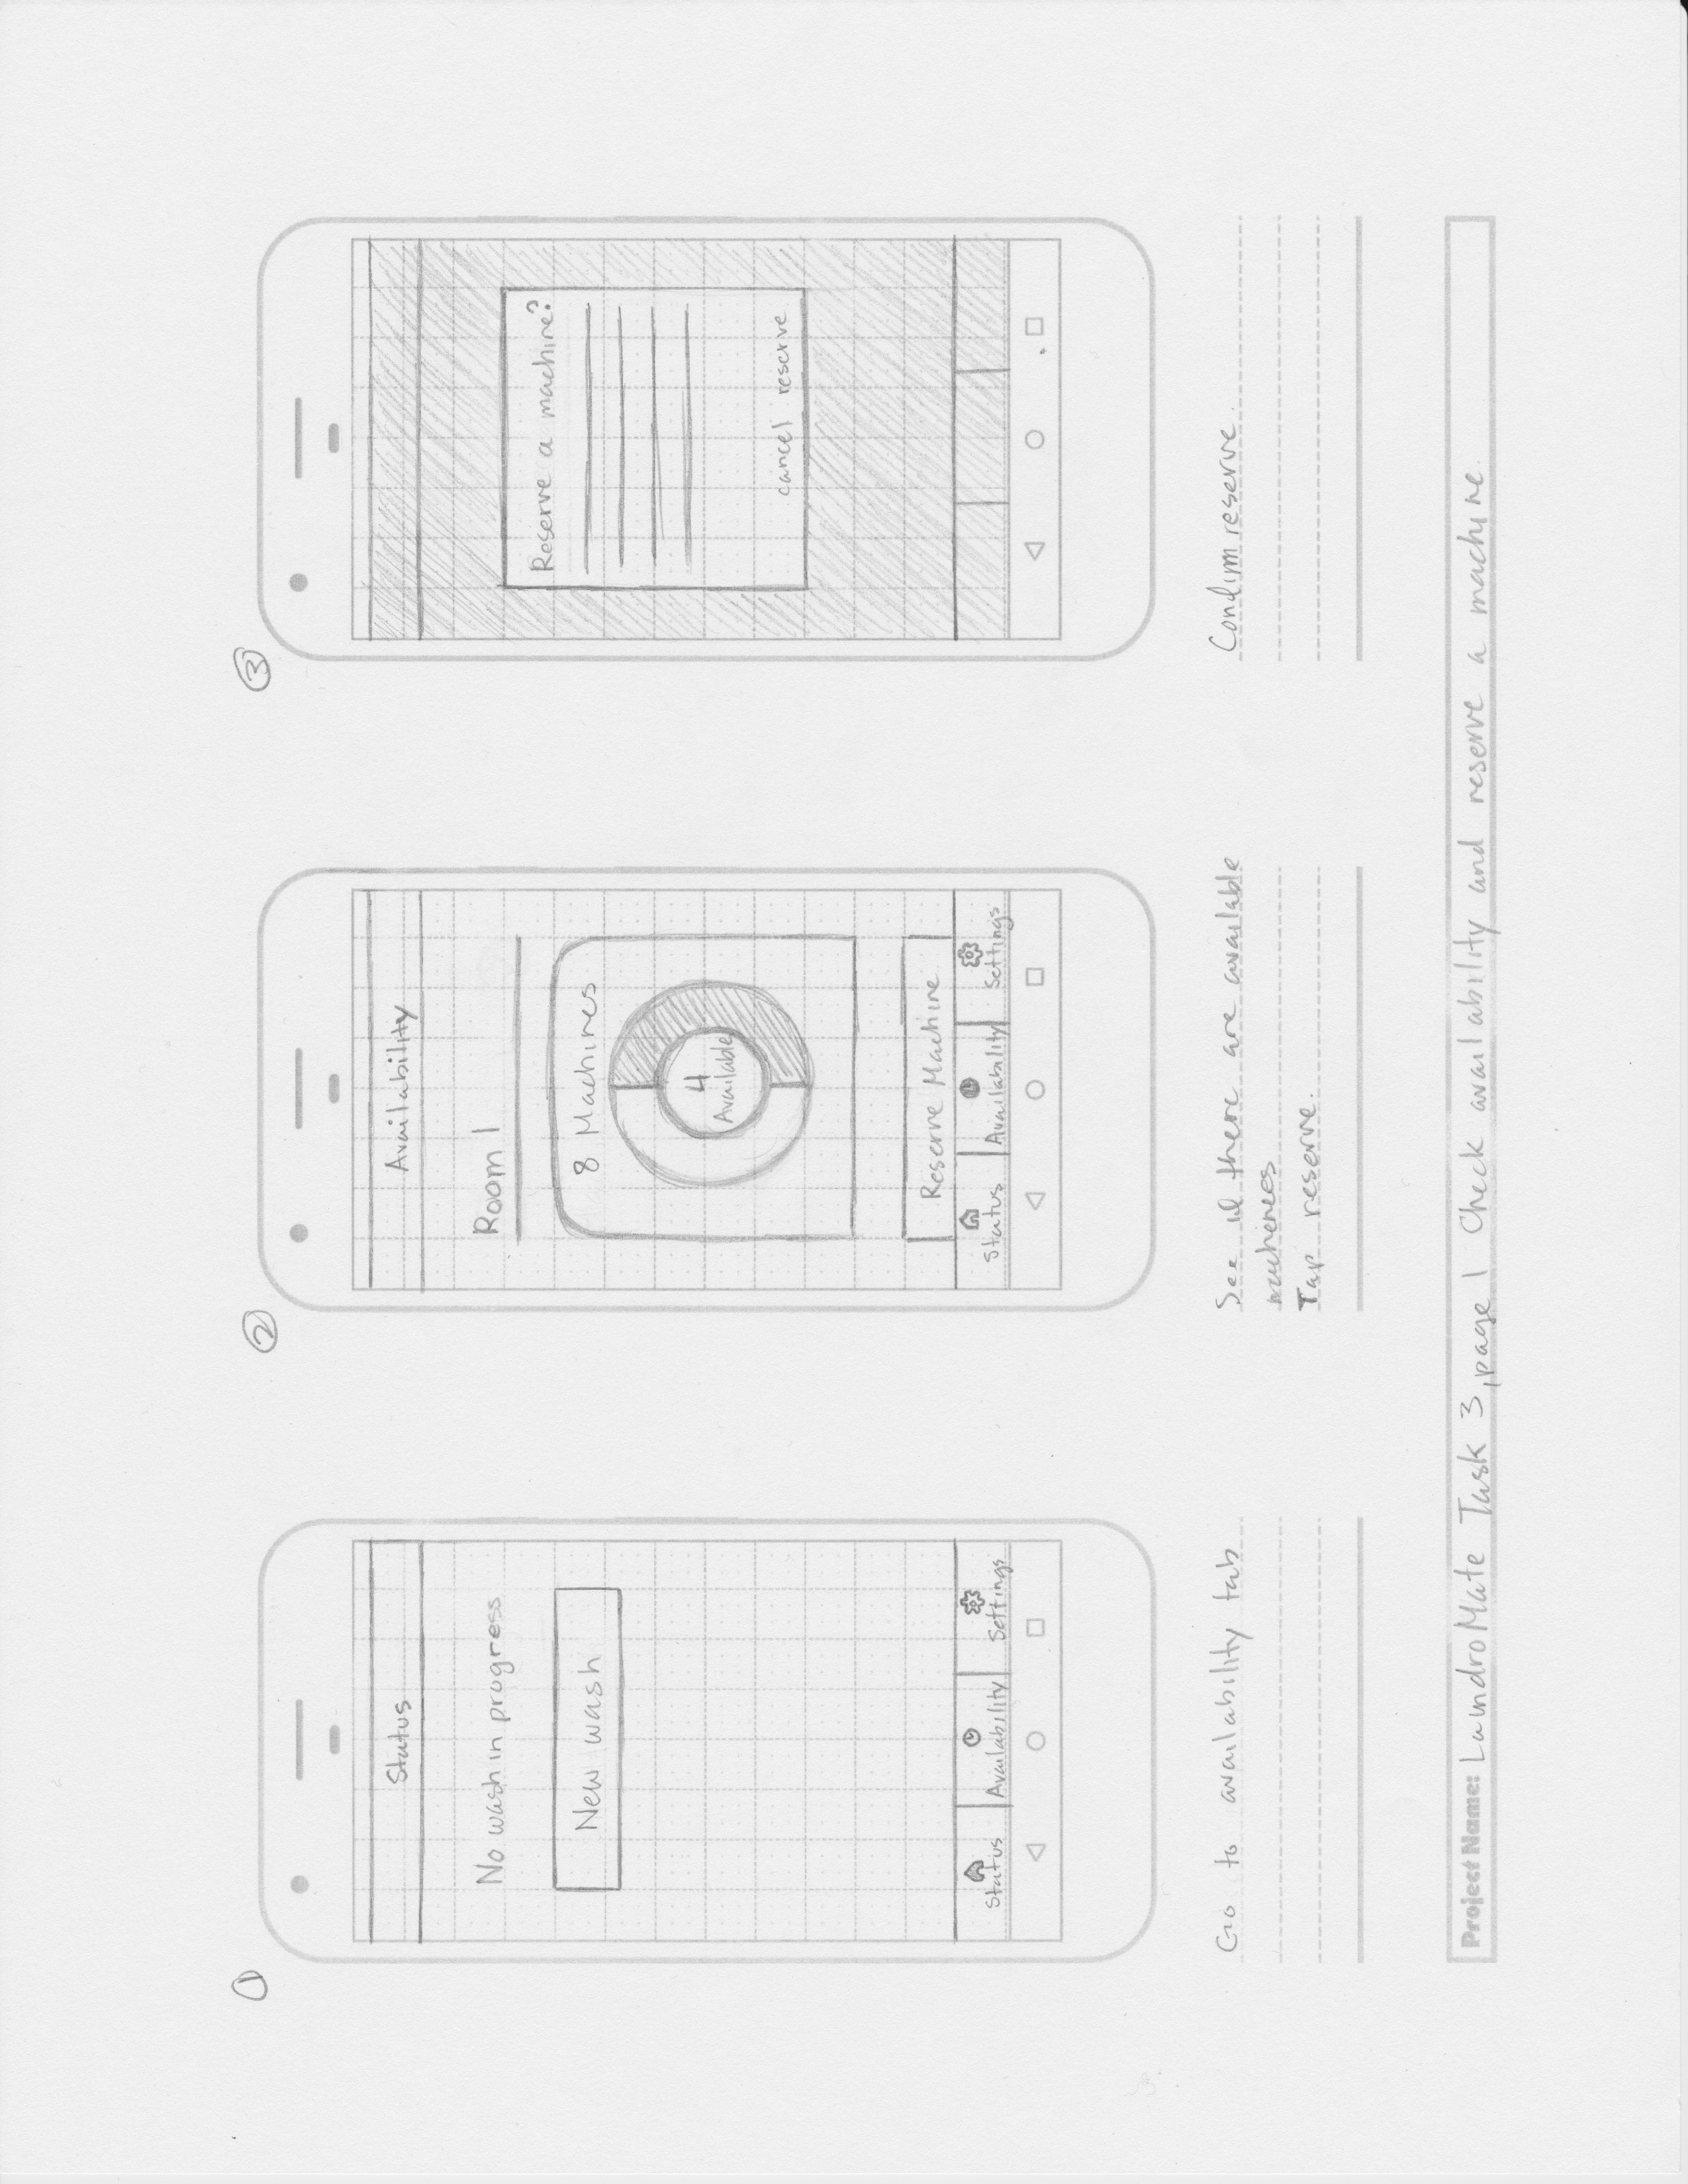 1
Status
No wash in progress
New wash
Status Availability Settings
Go to availability tab
2
Availability
Room 1
8 Machines
4
Available
Reserve Machine
Status Availability Settings
See if there are available
machenees
Tap reserve.
3
Reserve a machine?
cancel reserve
Confirm reserve.
Project Name: LaundroMate Task 3, page 1 Check availability and reserve a machine.